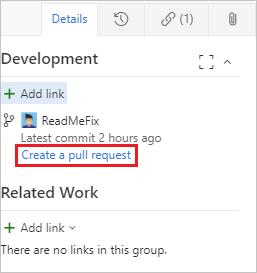 Details
(1)
Development
+ Add link
ReadMeFix
Latest commit 2 hours ago
Create a pull request
Related Work
+ Add link
There are no links in this group.